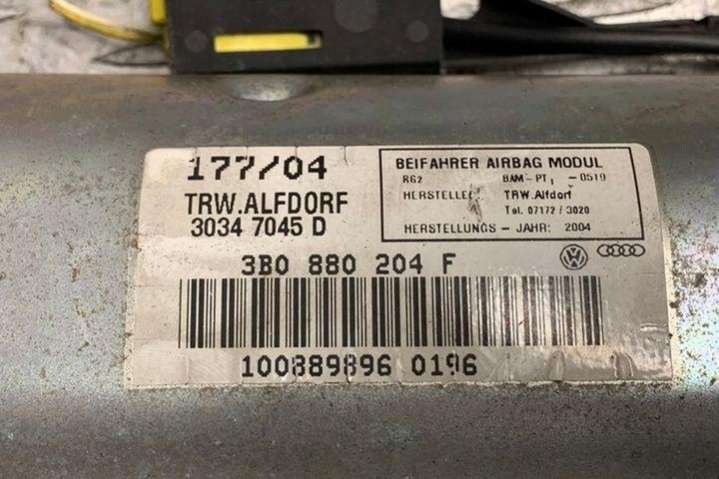 177/04
TRW.ALFDORF
3034 7045 D
BEIFAHRER AIRBAG MODUL
RG2 BAM-PT1-0519
HERSTELLER: TRW.Alfdorf
Tel. 07172/3020
HERSTELLUNGS - JAHR: 2004
3B0 880 204 F
100889896 0196